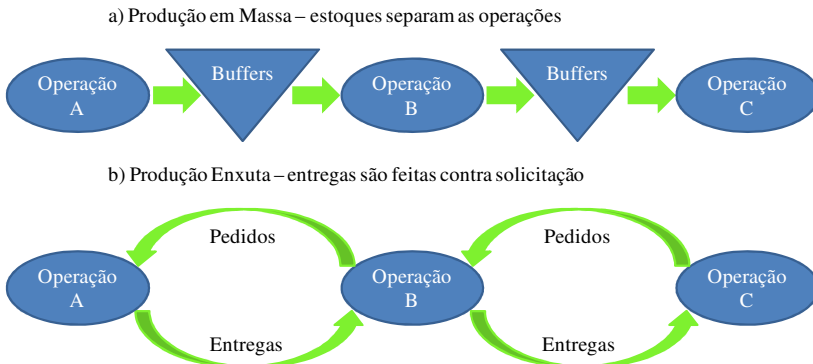 a) Produção em Massa – estoques separam as operações
Operação
A
Buffers
Operação
B
Buffers
Operação
C
b) Produção Enxuta – entregas são feitas contra solicitação
Pedidos
Pedidos
Operação
A
Operação
B
Operação
C
Entregas
Entregas